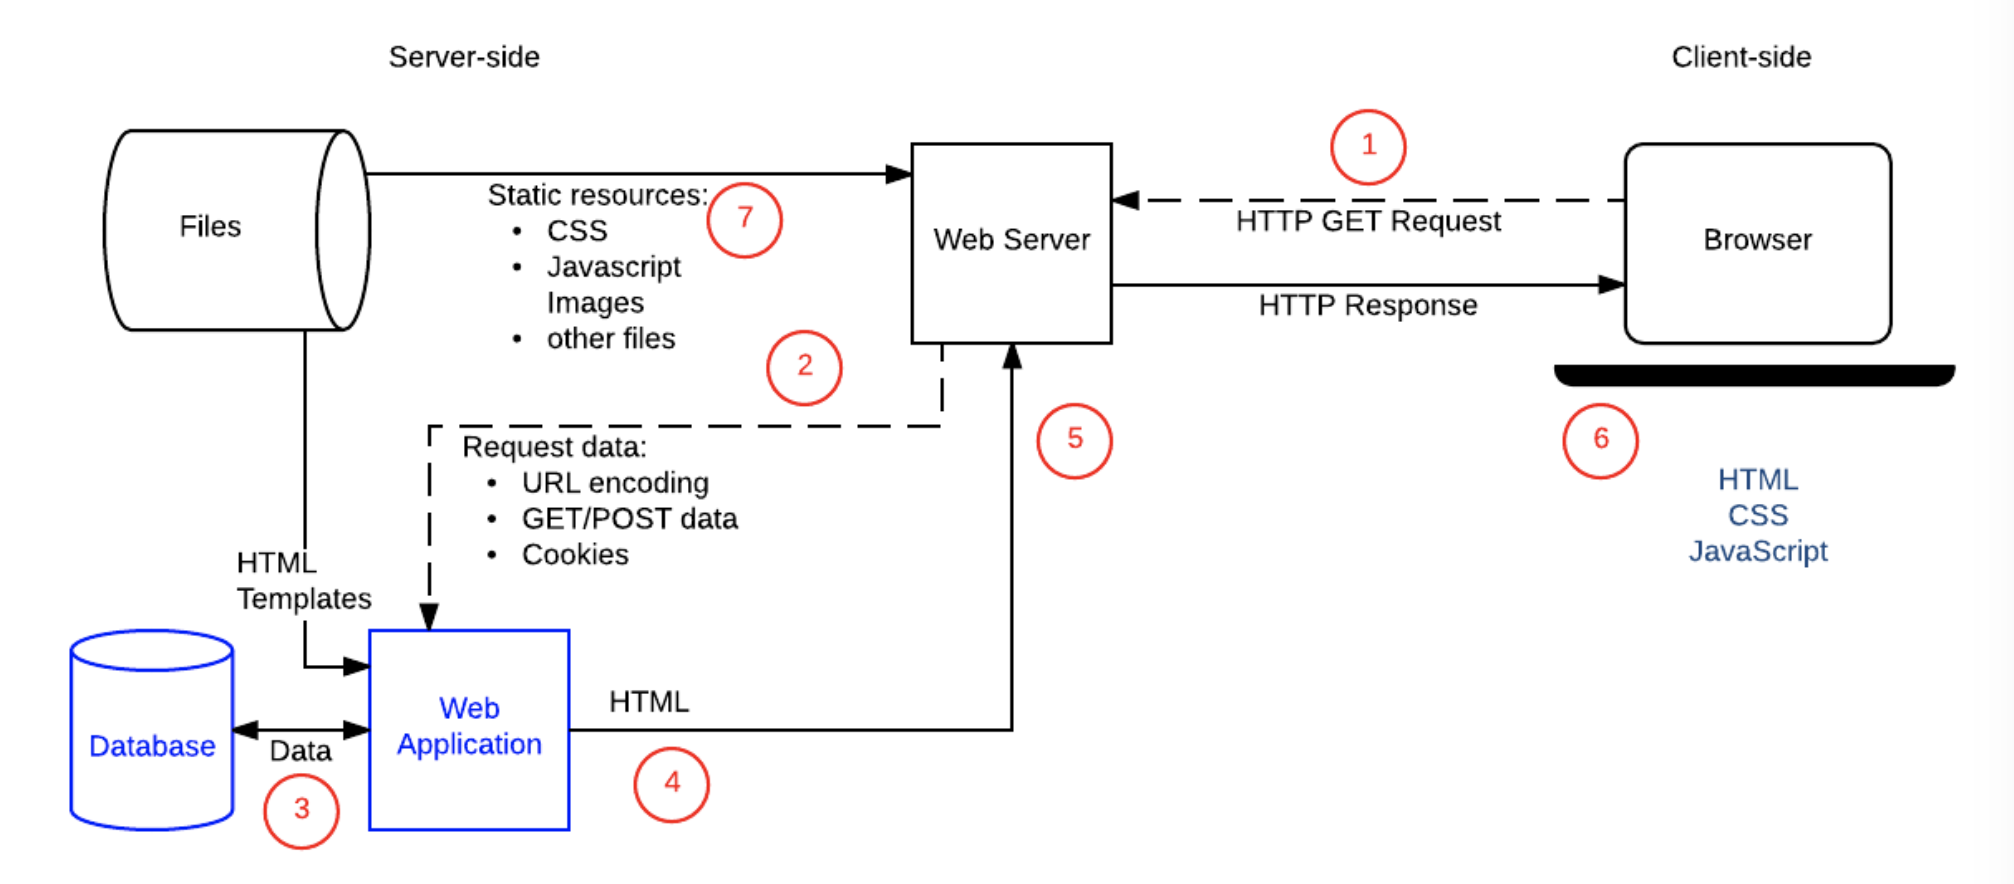 Server-side
Client-side
1
Files
Static resources:
7
• CSS
• Javascript
Images
• other files
Web Server
HTTP GET Request
HTTP Response
Browser
2
Request data:
• URL encoding
• GET/POST data
• Cookies
5
6
HTML
CSS
JavaScript
HTML
Templates
Database
Data
3
Web
Application
HTML
4